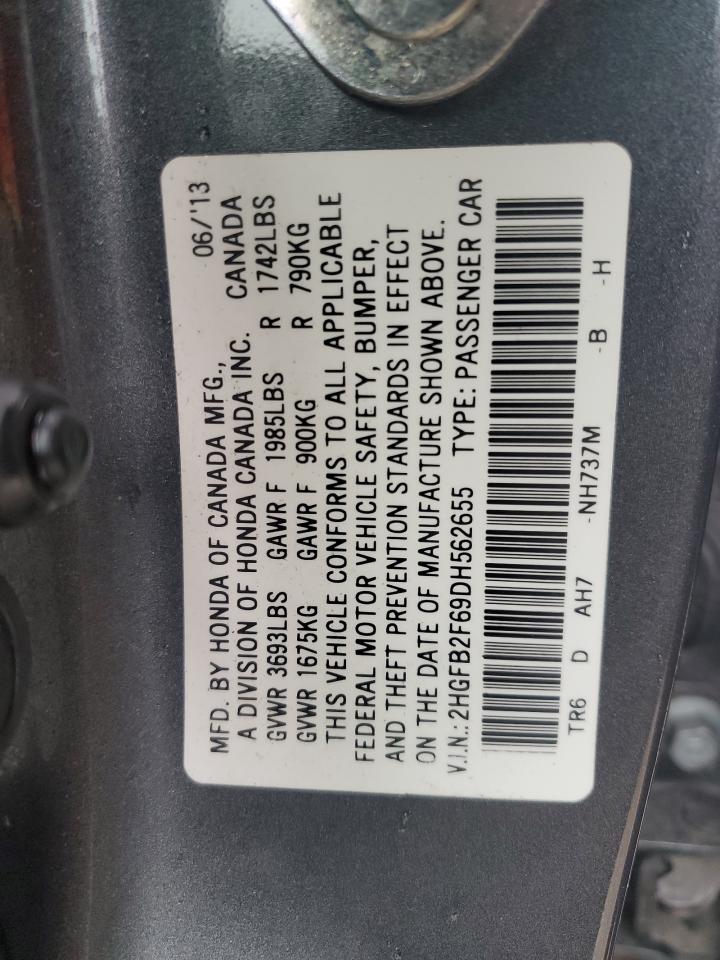 MFD. BY HONDA OF CANADA MFG., 06/'13
A DIVISION OF HONDA CANADA INC. CANADA
GVWR 3693LBS GAWR F 1985LBS R 1742LBS
GVWR 1675KG GAWR F 900KG R 790KG
THIS VEHICLE CONFORMS TO ALL APPLICABLE
FEDERAL MOTOR VEHICLE SAFETY, BUMPER,
AND THEFT PREVENTION STANDARDS IN EFFECT
ON THE DATE OF MANUFACTURE SHOWN ABOVE.
V.I.N.:2HGFB2F69DH562655 TYPE: PASSENGER CAR
TR6 D AH7 -NH737M -B -H